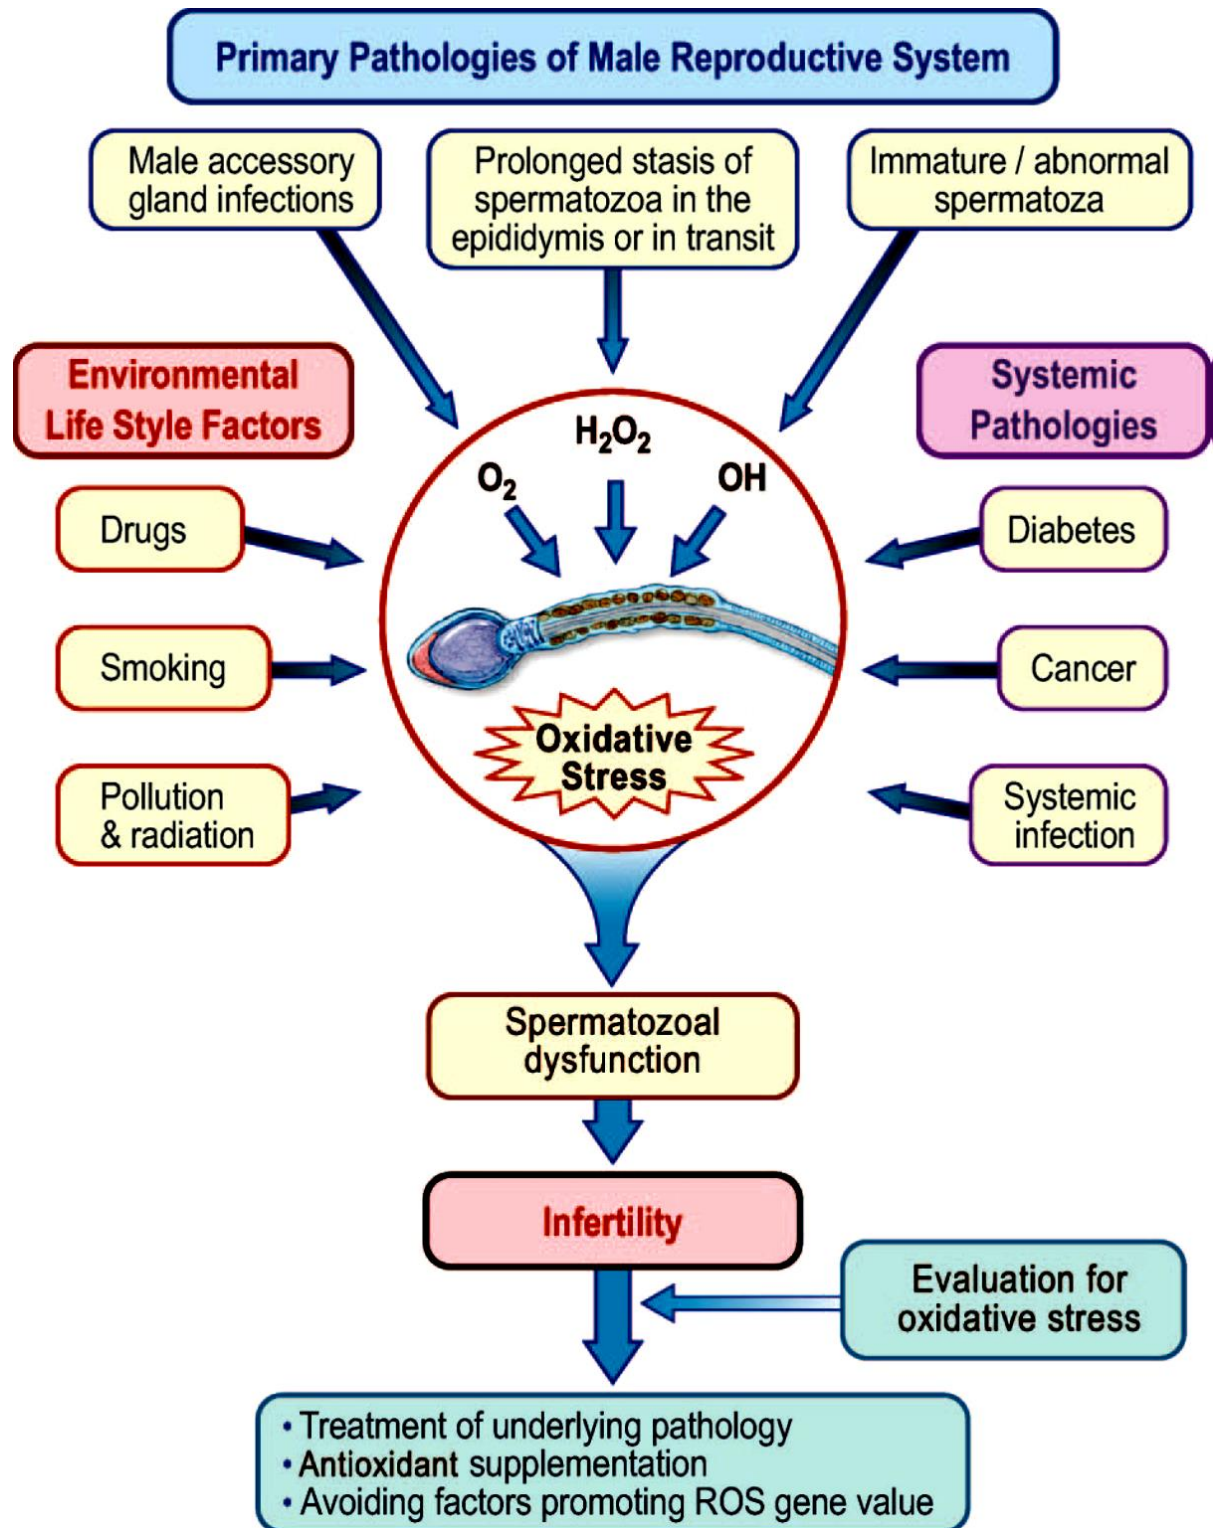 Primary Pathologies of Male Reproductive System
Male accessory
gland infections
Prolonged stasis of
spermatozoa in the
epididymis or in transit
Immature / abnormal
spermatoza
Environmental
Life Style Factors
Systemic
Pathologies
H₂O₂
O₂
OH
Drugs
Diabetes
Smoking
Cancer
Oxidative
Stress
Pollution
& radiation
Systemic
infection
Spermatozoal
dysfunction
Infertility
Evaluation for
oxidative stress
• Treatment of underlying pathology
• Antioxidant supplementation
• Avoiding factors promoting ROS gene value